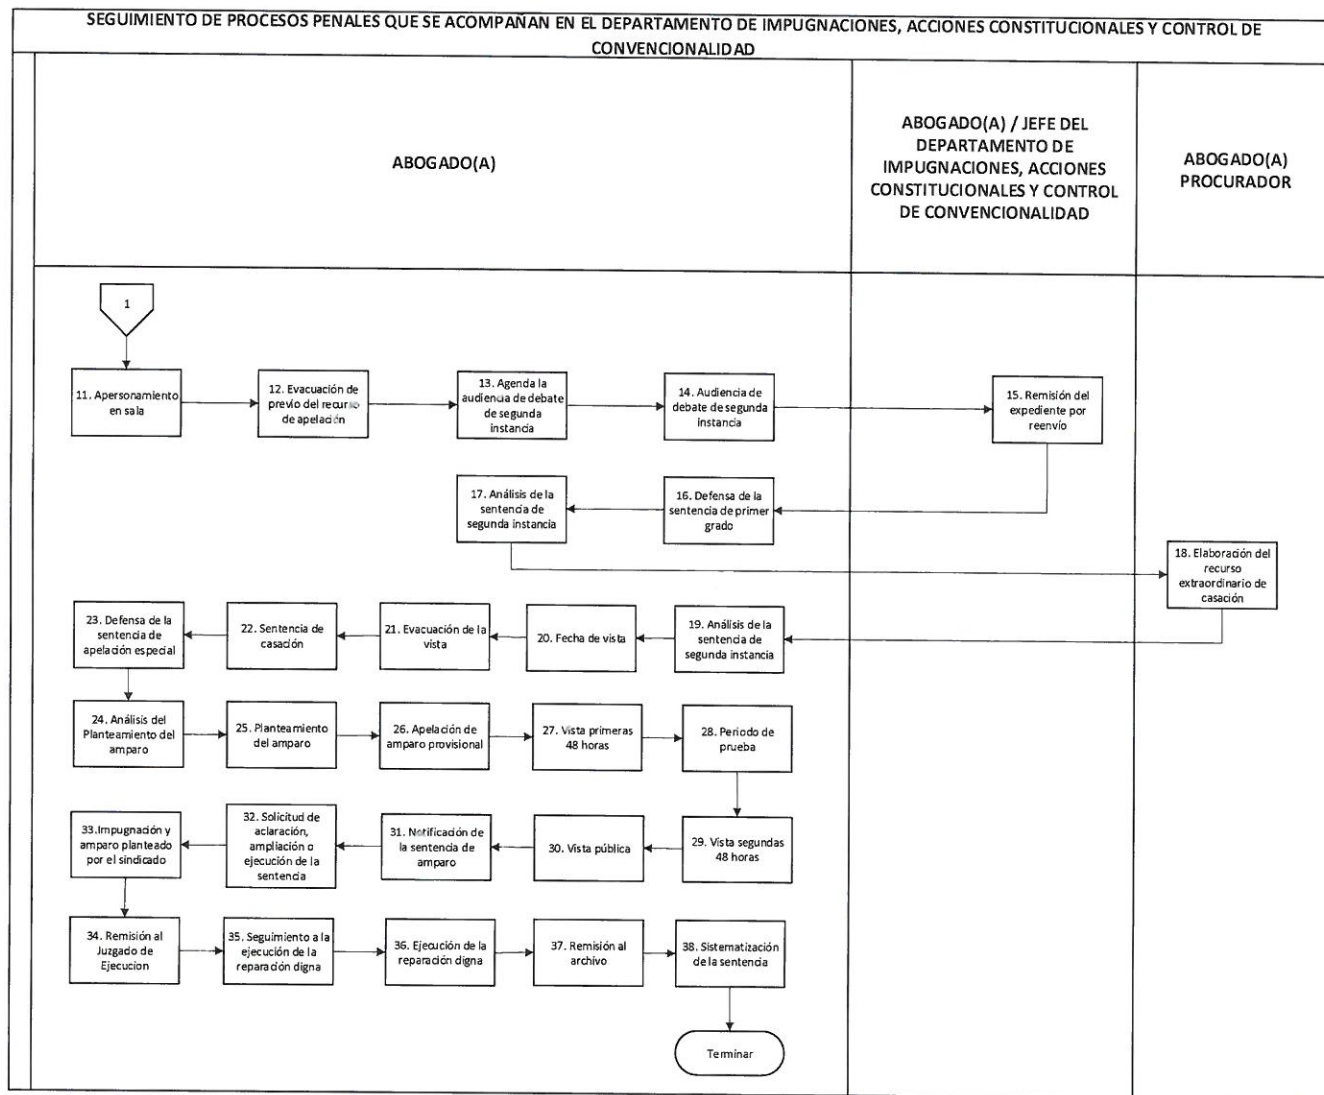 SEGUIMIENTO DE PROCESOS PENALES QUE SE ACOMPAÑAN EN EL DEPARTAMENTO DE IMPUGNACIONES, ACCIONES CONSTITUCIONALES Y CONTROL DE
CONVENCIONALIDAD
ABOGADO(A)
ABOGADO(A) / JEFE DEL
DEPARTAMENTO DE
IMPUGNACIONES, ACCIONES
CONSTITUCIONALES Y CONTROL
DE CONVENCIONALIDAD
ABOGADO(A)
PROCURADOR
1
11. Apersonamiento
en sala
12. Evacuación de
previo del recurso
de apelación
13. Agenda la
audiencia de debate
de segunda
instancia
14. Audiencia de
debate de segunda
instancia
15. Remisión del
expediente por
reenvío
16. Defensa de la
sentencia de primer
grado
17. Análisis de la
sentencia de
segunda instancia
18. Elaboración del
recurso
extraordinario de
casación
19. Análisis de la
sentencia de
segunda instancia
20. Fecha de vista
21. Evacuación de la
vista
22. Sentencia de
casación
23. Defensa de la
sentencia de
apelación especial
24. Análisis del
Planteamiento del
amparo
25. Planteamiento
del amparo
26. Apelación de
amparo provisional
27. Vista primeras
48 horas
28. Periodo de
prueba
29. Vista segundas
48 horas
30. Vista pública
31. Notificación de
la sentencia de
amparo
32. Solicitud de
aclaración,
ampliación o
ejecución de la
sentencia
33.Impugnación y
amparo planteado
por el sindicado
34. Remisión al
Juzgado de
Ejecucion
35. Seguimiento a la
ejecución de la
reparación digna
36. Ejecución de la
reparación digna
37. Remisión al
archivo
38. Sistematización
de la sentencia
Terminar